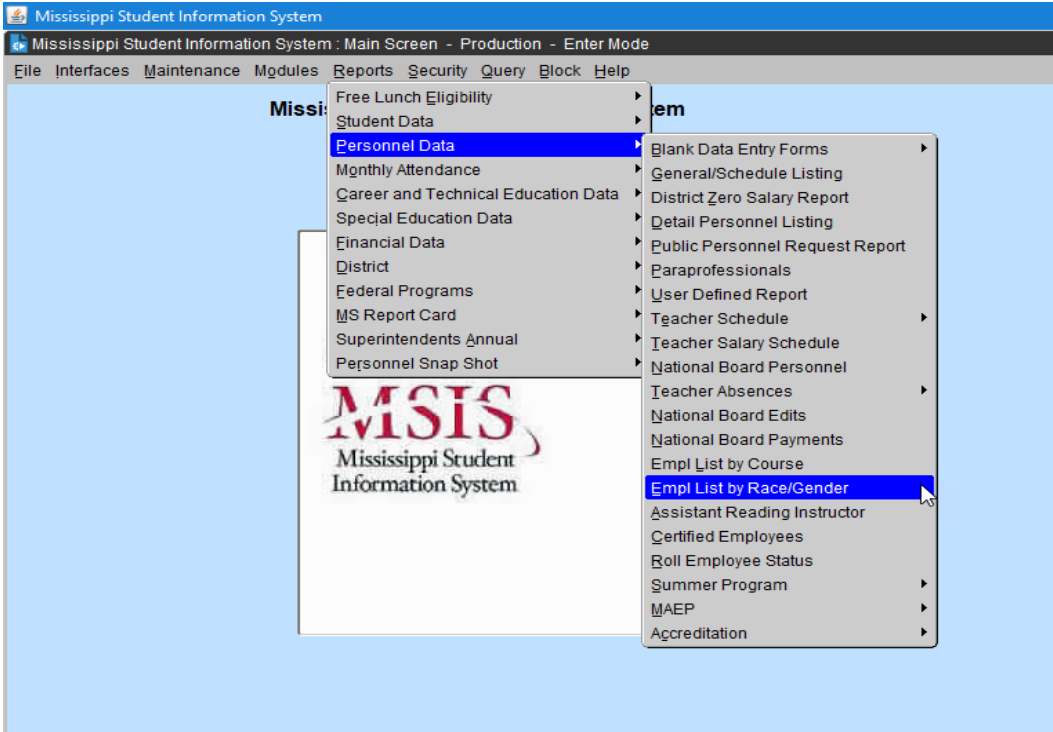 Mississippi Student Information System
Mississippi Student Information System : Main Screen - Production - Enter Mode
File Interfaces Maintenance Modules Reports Security Query Block Help
Missi
em
Free Lunch Eligibility
Student Data
Personnel Data
Monthly Attendance
Career and Technical Education Data
Special Education Data
Financial Data
District
Federal Programs
MS Report Card
Superintendents Annual
Personnel Snap Shot
Blank Data Entry Forms
General/Schedule Listing
District Zero Salary Report
Detail Personnel Listing
Public Personnel Request Report
Paraprofessionals
User Defined Report
Teacher Schedule
Teacher Salary Schedule
National Board Personnel
Teacher Absences
National Board Edits
National Board Payments
Empl List by Course
Empl List by Race/Gender
Assistant Reading Instructor
Certified Employees
Roll Employee Status
Summer Program
MAEP
Accreditation
MSIS
Mississippi Student
Information System